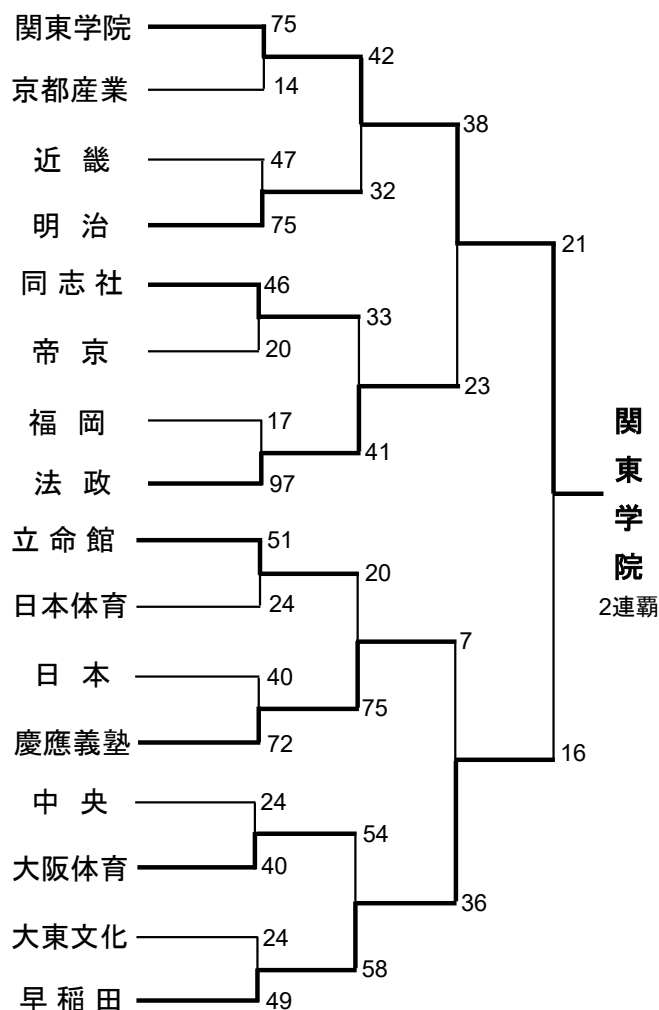 関東学院
75
42
京都産業
14
38
近 畿
47
32
明 治
75
21
同志社
46
33
帝 京
20
23
福 岡
17
41
法 政
97
関
東
学
院
2連覇
立命館
51
20
日本体育
24
7
日 本
40
75
慶應義塾
72
16
中 央
24
54
大阪体育
40
36
大東文化
24
58
早稲田
49